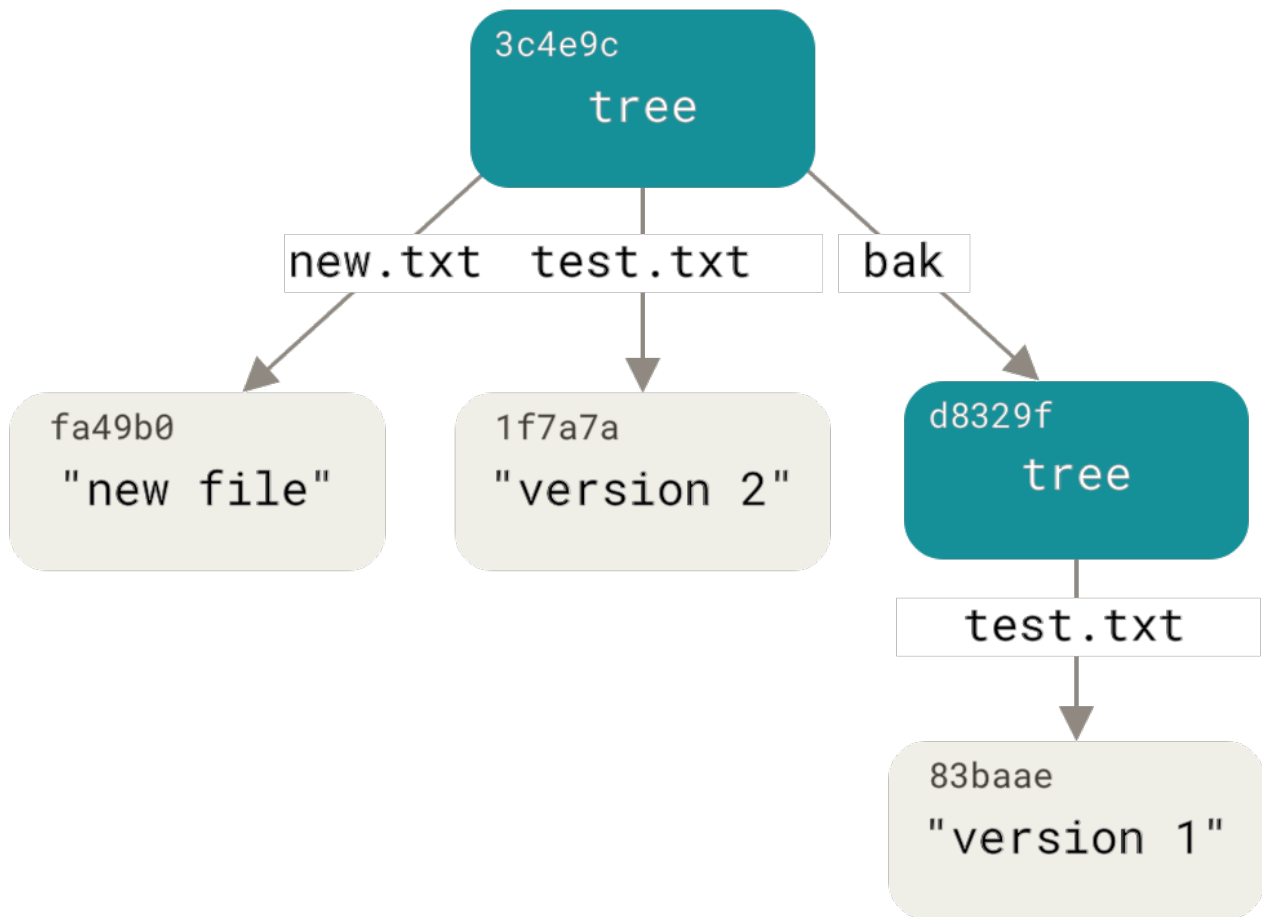 3c4e9c
tree
new.txt test.txt bak
fa49b0
"new file"
1f7a7a
"version 2"
d8329f
tree
test.txt
83baae
"version 1"